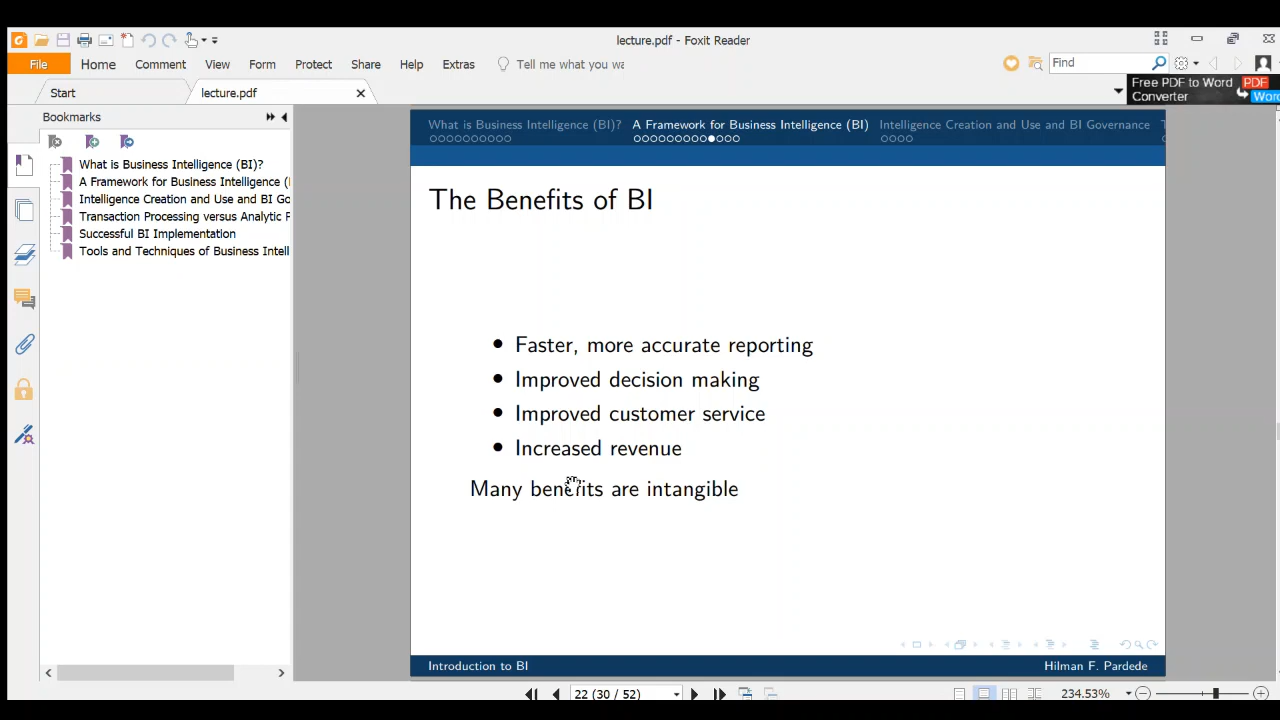 lecture.pdf - Foxit Reader
File Home Comment View Form Protect Share Help Extras Tell me what you wa
Find
Start lecture.pdf
Free PDF to Word
Converter
PDF
Word
Bookmarks
What is Business Intelligence (BI)?
A Framework for Business Intelligence (
Intelligence Creation and Use and BI Go
Transaction Processing versus Analytic P
Successful BI Implementation
Tools and Techniques of Business Intell
What is Business Intelligence (BI)? A Framework for Business Intelligence (BI) Intelligence Creation and Use and BI Governance
The Benefits of BI
• Faster, more accurate reporting
• Improved decision making
• Improved customer service
• Increased revenue
Many benefits are intangible
Introduction to BI Hilman F. Pardede
22 (30 / 52) 234.53%